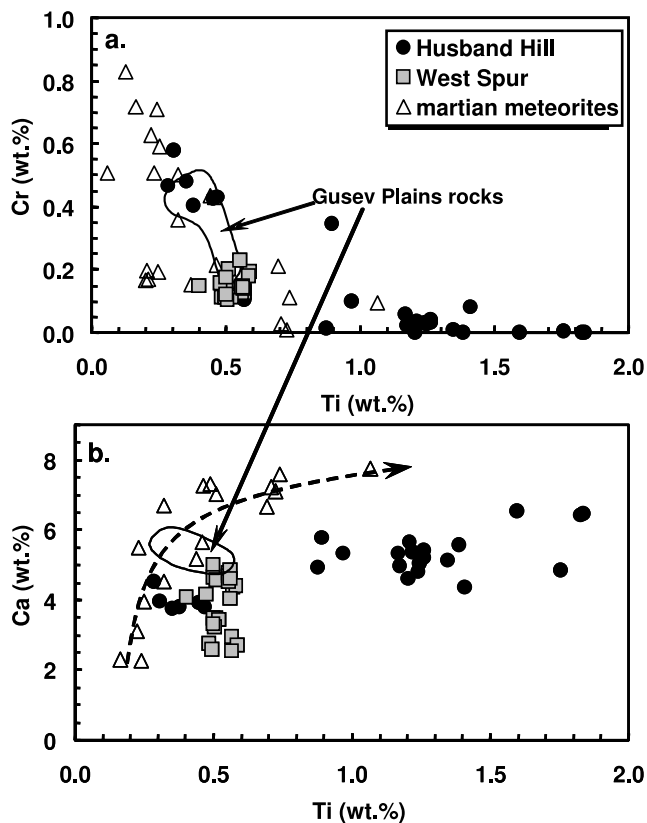 1.0
a.
Husband Hill
West Spur
martian meteorites
0.8
0.6
0.4
0.2
0.0
Cr (wt.%)
Gusev Plains rocks
0.0 0.5 1.0 1.5 2.0
Ti (wt.%)
b.
8
6
4
2
0
Ca (wt.%)
0.0 0.5 1.0 1.5 2.0
Ti (wt.%)